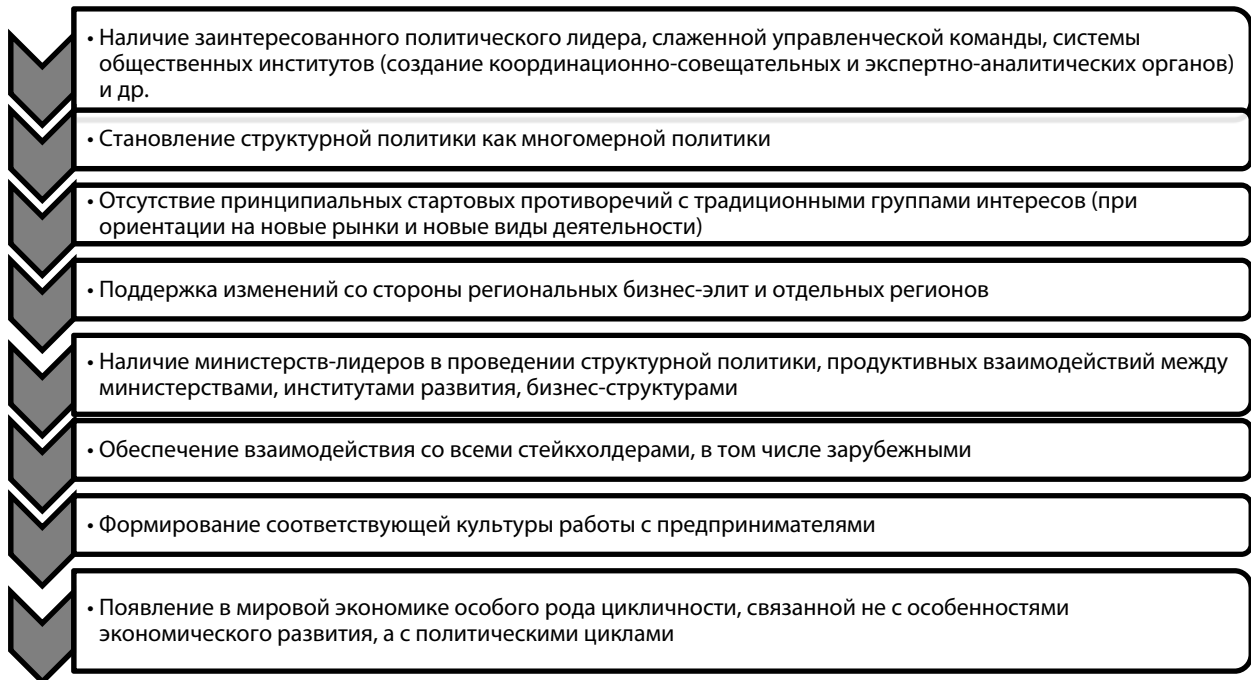 • Наличие заинтересованного политического лидера, слаженной управленческой команды, системы
общественных институтов (создание координационно-совещательных и экспертно-аналитических органов)
и др.
• Становление структурной политики как многомерной политики
• Отсутствие принципиальных стартовых противоречий с традиционными группами интересов (при
ориентации на новые рынки и новые виды деятельности)
• Поддержка изменений со стороны региональных бизнес-элит и отдельных регионов
• Наличие министерств-лидеров в проведении структурной политики, продуктивных взаимодействий между
министерствами, институтами развития, бизнес-структурами
• Обеспечение взаимодействия со всеми стейкхолдерами, в том числе зарубежными
• Формирование соответствующей культуры работы с предпринимателями
• Появление в мировой экономике особого рода цикличности, связанной не с особенностями
экономического развития, а с политическими циклами